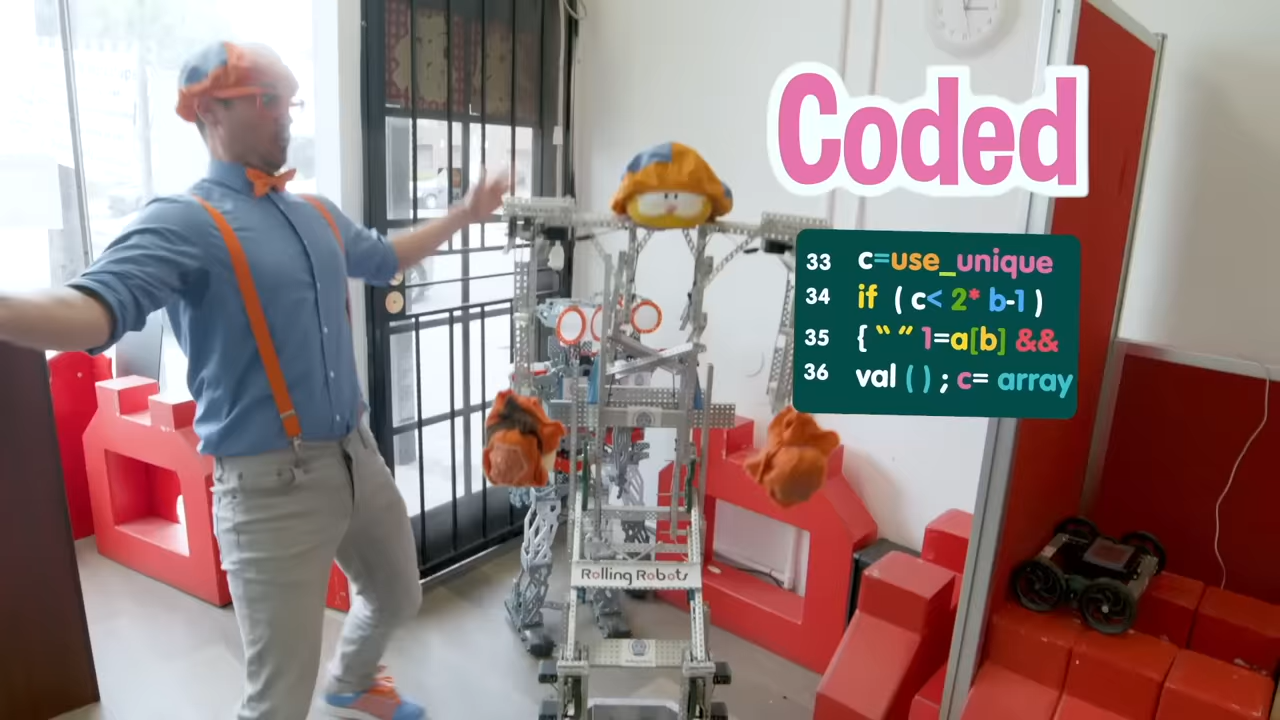 Coded
33 c=use_unique
34 if ( c< 2* b-1 )
35 { “ ” 1=a[b] &&
36 val ( ) ; c= array
Rolling Robots